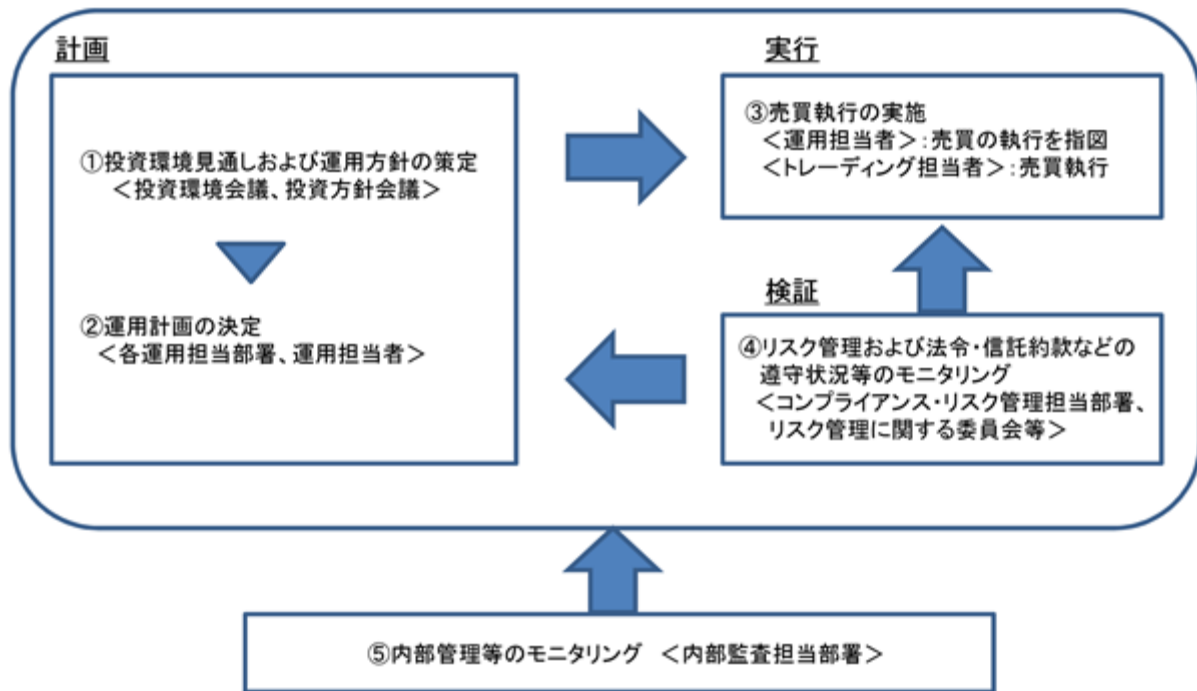 計画
①投資環境見通しおよび運用方針の策定
＜投資環境会議、投資方針会議＞
②運用計画の決定
＜各運用担当部署、運用担当者＞
実行
③売買執行の実施
＜運用担当者＞：売買の執行を指図
＜トレーディング担当者＞：売買執行
検証
④リスク管理および法令・信託約款などの
遵守状況等のモニタリング
＜コンプライアンス・リスク管理担当部署、
リスク管理に関する委員会等＞
⑤内部管理等のモニタリング　＜内部監査担当部署＞